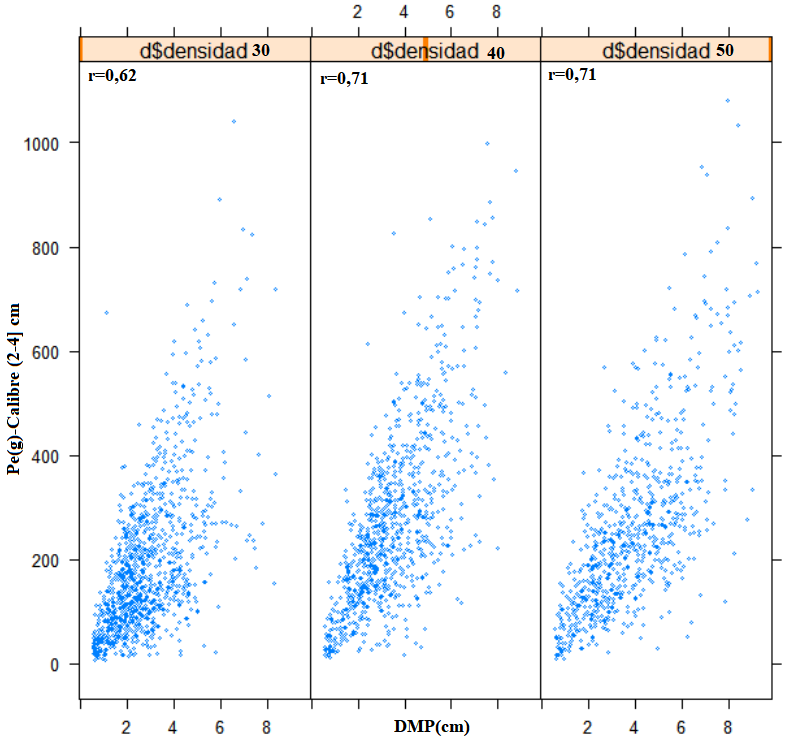 2 4 6 8
d$densidad 30 d$densidad 40 d$densidad 50
r=0,62 r=0,71 r=0,71
1000
800
600
400
200
0
Pe(g)-Calibre (2-4] cm
2 4 6 8 2 4 6 8
DMP(cm)